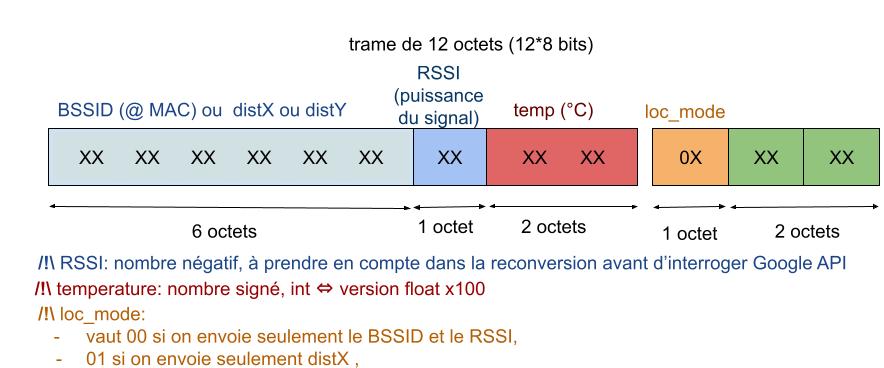 trame de 12 octets (12*8 bits)
RSSI
(puissance
du signal)
BSSID (@ MAC) ou distX ou distY
temp (°C)
loc_mode
XX XX XX XX XX XX XX XX XX 0X XX XX
6 octets 1 octet 2 octets 1 octet 2 octets
/!\ RSSI: nombre négatif, à prendre en compte dans la reconversion avant d’interroger Google API
/!\ temperature: nombre signé, int ⇔ version float x100
/!\ loc_mode:
- vaut 00 si on envoie seulement le BSSID et le RSSI,
- 01 si on envoie seulement distX ,